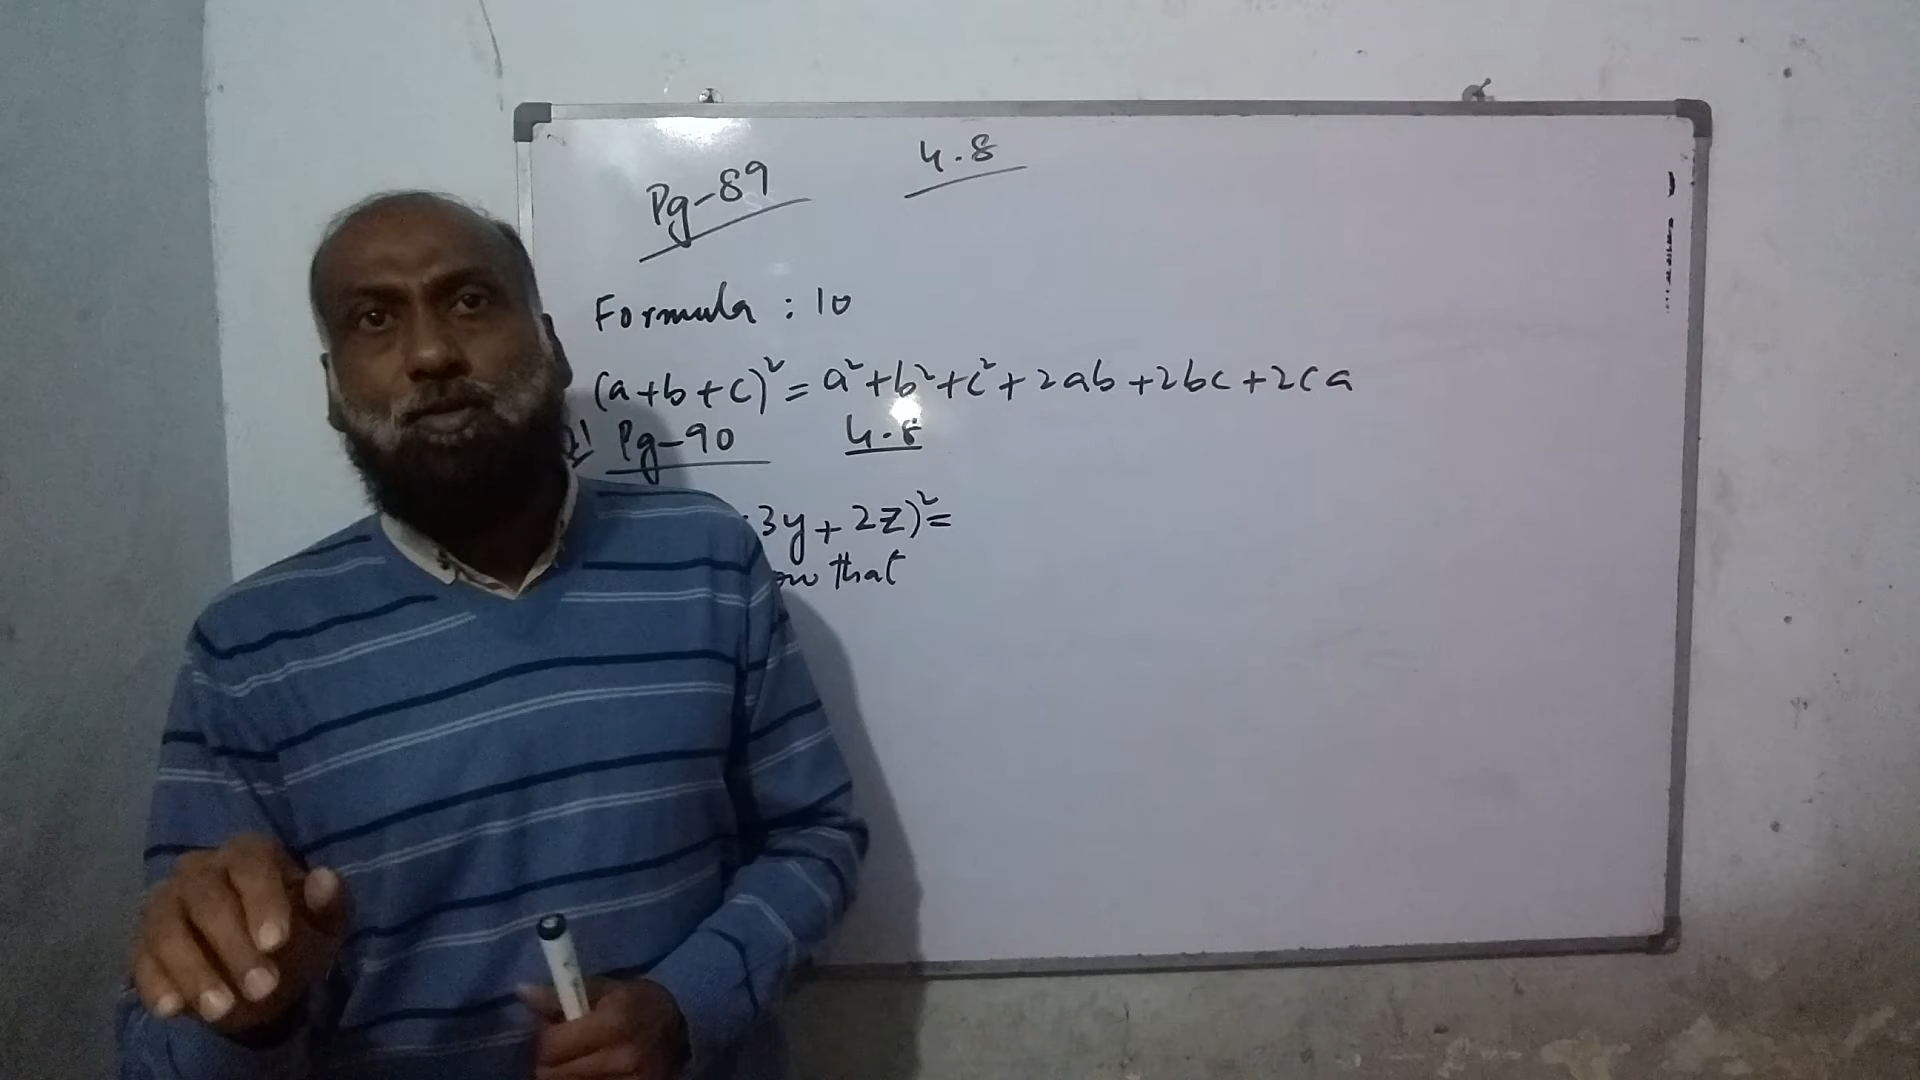 Pg-89 4.8
Formula : 10
(a+b+c)²= a²+b²+c²+2ab+2bc+2ca
Q1 Pg-90 4.8
3y+2z)²=
that